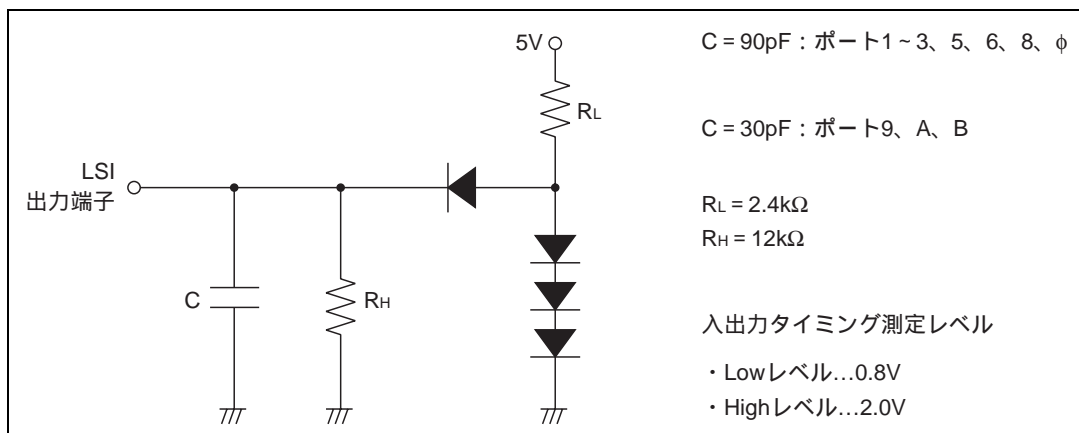 5V
RL
LSI
出力端子
C
RH
C = 90pF : ポート1 ~ 3、5、6、8、φ
C = 30pF : ポート9、A、B
RL = 2.4kΩ
RH = 12kΩ
入出力タイミング測定レベル
・Lowレベル…0.8V
・Highレベル…2.0V